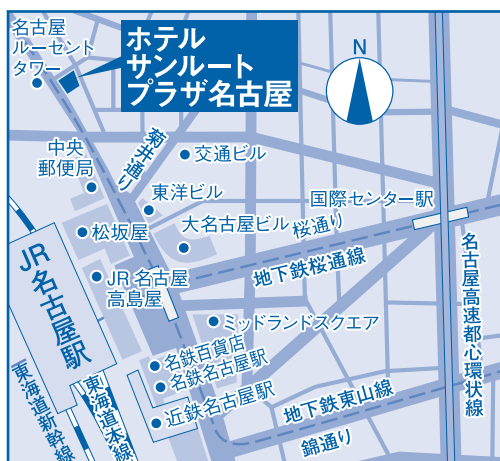 名古屋
ルーセント
タワー
ホテル
サンルート
プラザ名古屋
N
中央
郵便局
菊井通り
交通ビル
東洋ビル
国際センター駅
松坂屋
大名古屋ビル
桜通り
地下鉄桜通線
JR名古屋駅
JR 名古屋
高島屋
名古屋高速都心環状線
ミッドランドスクエア
名鉄百貨店
名鉄名古屋駅
近鉄名古屋駅
東海道新幹線
東海道本線
地下鉄東山線
錦通り